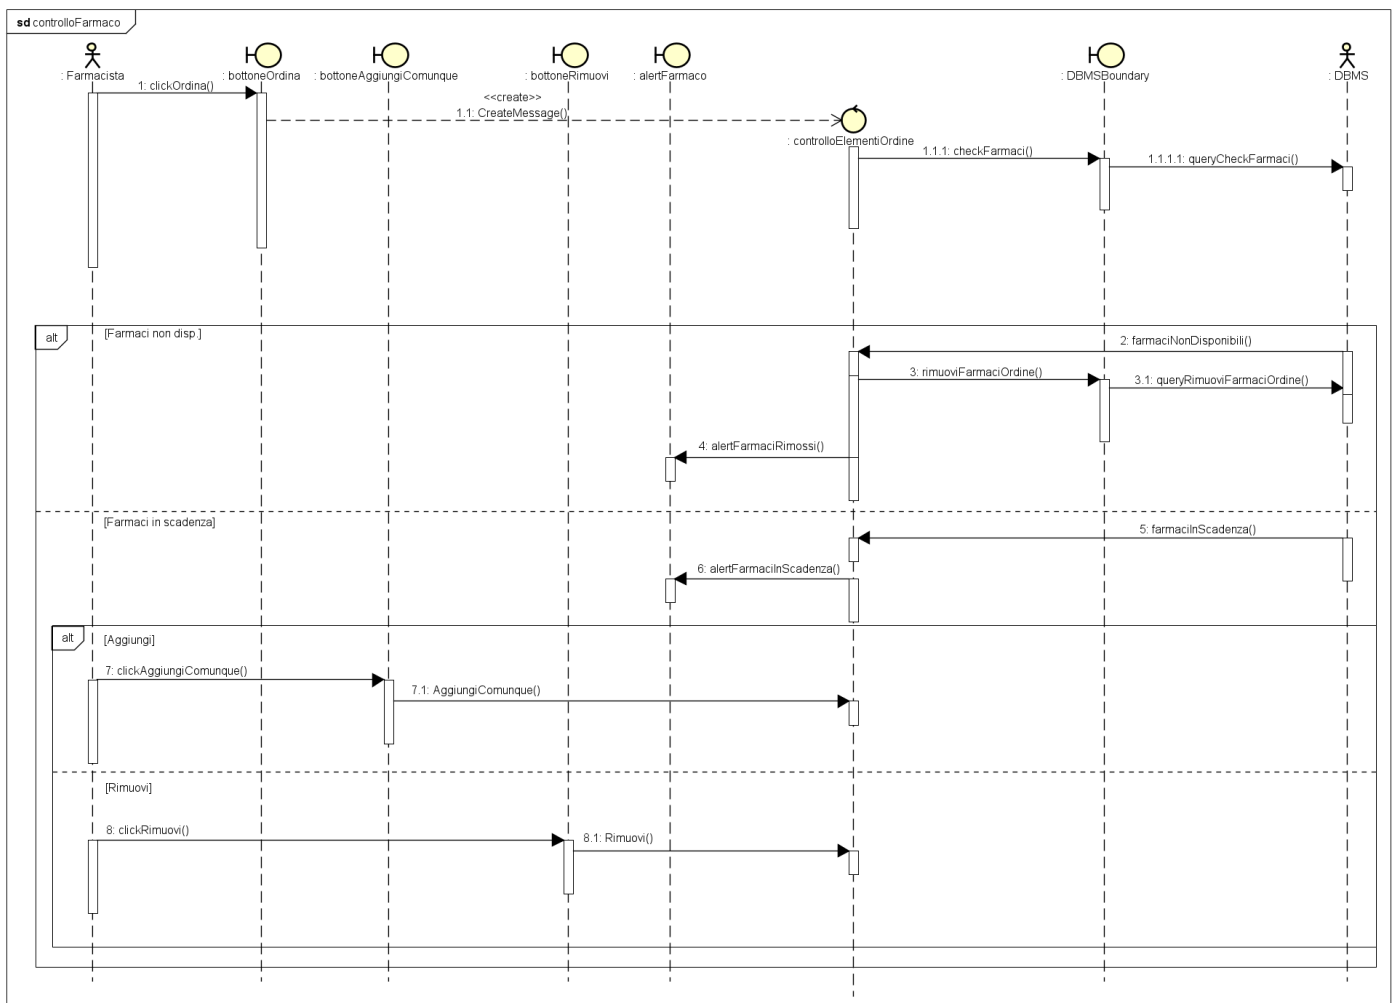 sd controlloFarmaco
: Farmacista
: bottoneOrdina
: bottoneAggiungiComunque
: bottoneRimuovi
: alertFarmaco
: DBMSBoundary
: DBMS
1: clickOrdina()
<<create>>
1.1: CreateMessage()
: controlloElementiOrdine
1.1.1: checkFarmaci()
1.1.1.1: queryCheckFarmaci()
alt
[Farmaci non disp.]
2: farmaciNonDisponibili()
3: rimuoviFarmaciOrdine()
3.1: queryRimuoviFarmaciOrdine()
4: alertFarmaciRimossi()
[Farmaci in scadenza]
5: farmaciInScadenza()
6: alertFarmaciInScadenza()
alt
[Aggiungi]
7: clickAggiungiComunque()
7.1: AggiungiComunque()
[Rimuovi]
8: clickRimuovi()
8.1: Rimuovi()